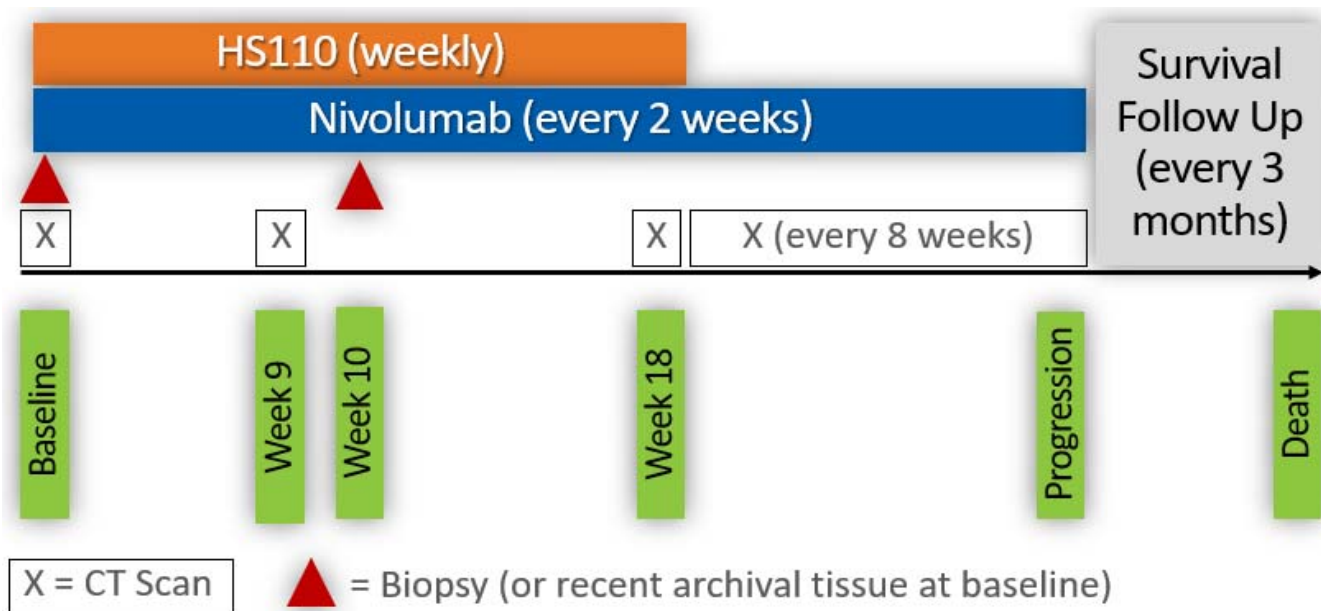 HS110 (weekly)
Nivolumab (every 2 weeks)
Survival
Follow Up
(every 3
months)
X
X
X
X (every 8 weeks)
Baseline
Week 9
Week 10
Week 18
Progression
Death
X = CT Scan
= Biopsy (or recent archival tissue at baseline)